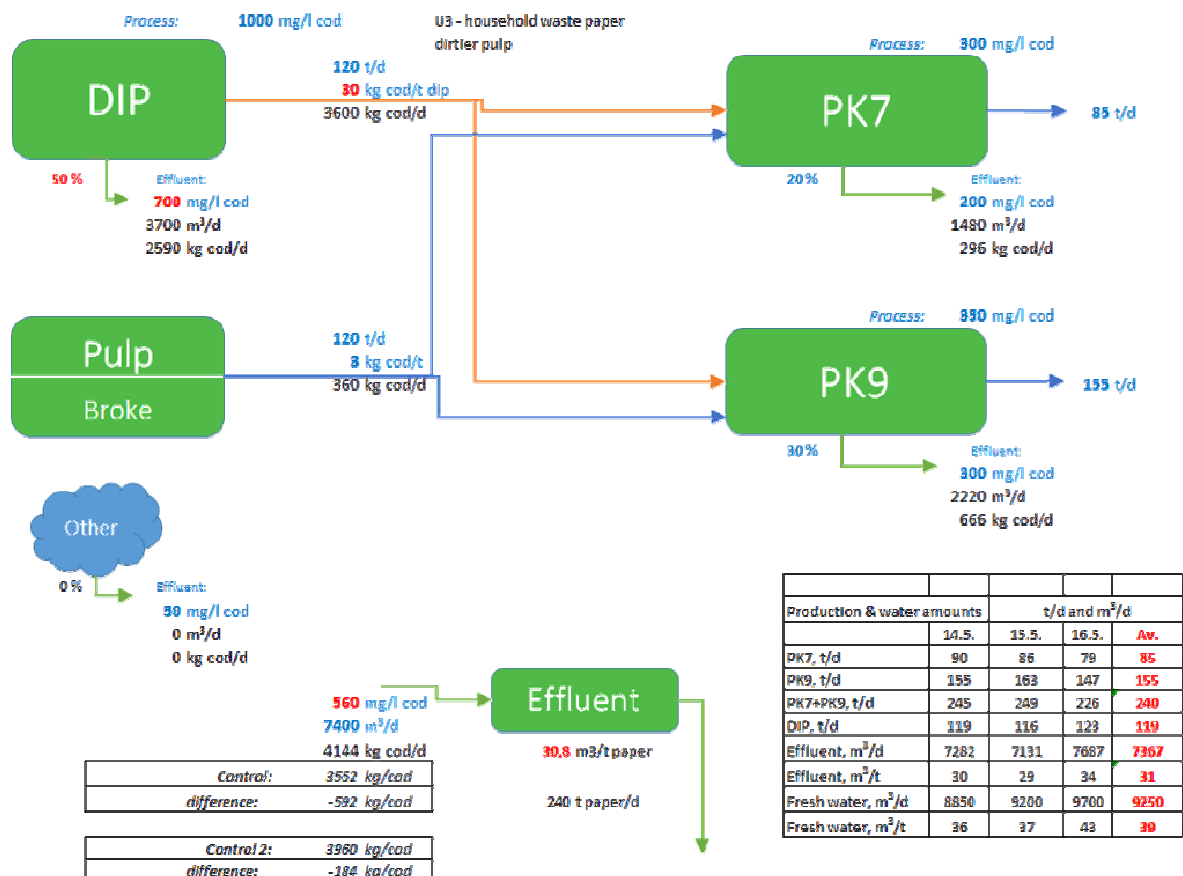 Process: 1000 mg/l cod
U3 - household waste paper
dirtier pulp
DIP
120 t/d
30 kg cod/t dip
3600 kg cod/d
50 %
Effluent:
700 mg/l cod
3700 m³/d
2590 kg cod/d
Process: 300 mg/l cod
PK7
85 t/d
20 %
Effluent:
200 mg/l cod
1480 m³/d
296 kg cod/d
Pulp
Broke
120 t/d
3 kg cod/t
360 kg cod/d
Process: mg/l cod
PK9
155 t/d
30 %
Effluent:
300 mg/l cod
2220 m³/d
666 kg cod/d
Other
0 %
Effluent:
50 mg/l cod
0 m³/d
0 kg cod/d
560 mg/l cod
7400 m³/d
4144 kg cod/d
Effluent
30,8 m3/t paper
240 t paper/d
Control: 3552 kg/cod
difference: -592 kg/cod
Control 2: 3960 kg/cod
difference: -184 kg/cod
Production & water amounts t/d and m³/d
14.5. 15.5. 16.5. Av.
PK7, t/d 90 86 79 85
PK9, t/d 155 163 147 155
PK7+PK9, t/d 245 249 226 240
DIP, t/d 119 116 123 119
Effluent, m³/d 7282 7131 7687 7367
Effluent, m³/t 30 29 34 31
Fresh water, m³/d 8850 9200 9700 9250
Fresh water, m³/t 36 37 43 39